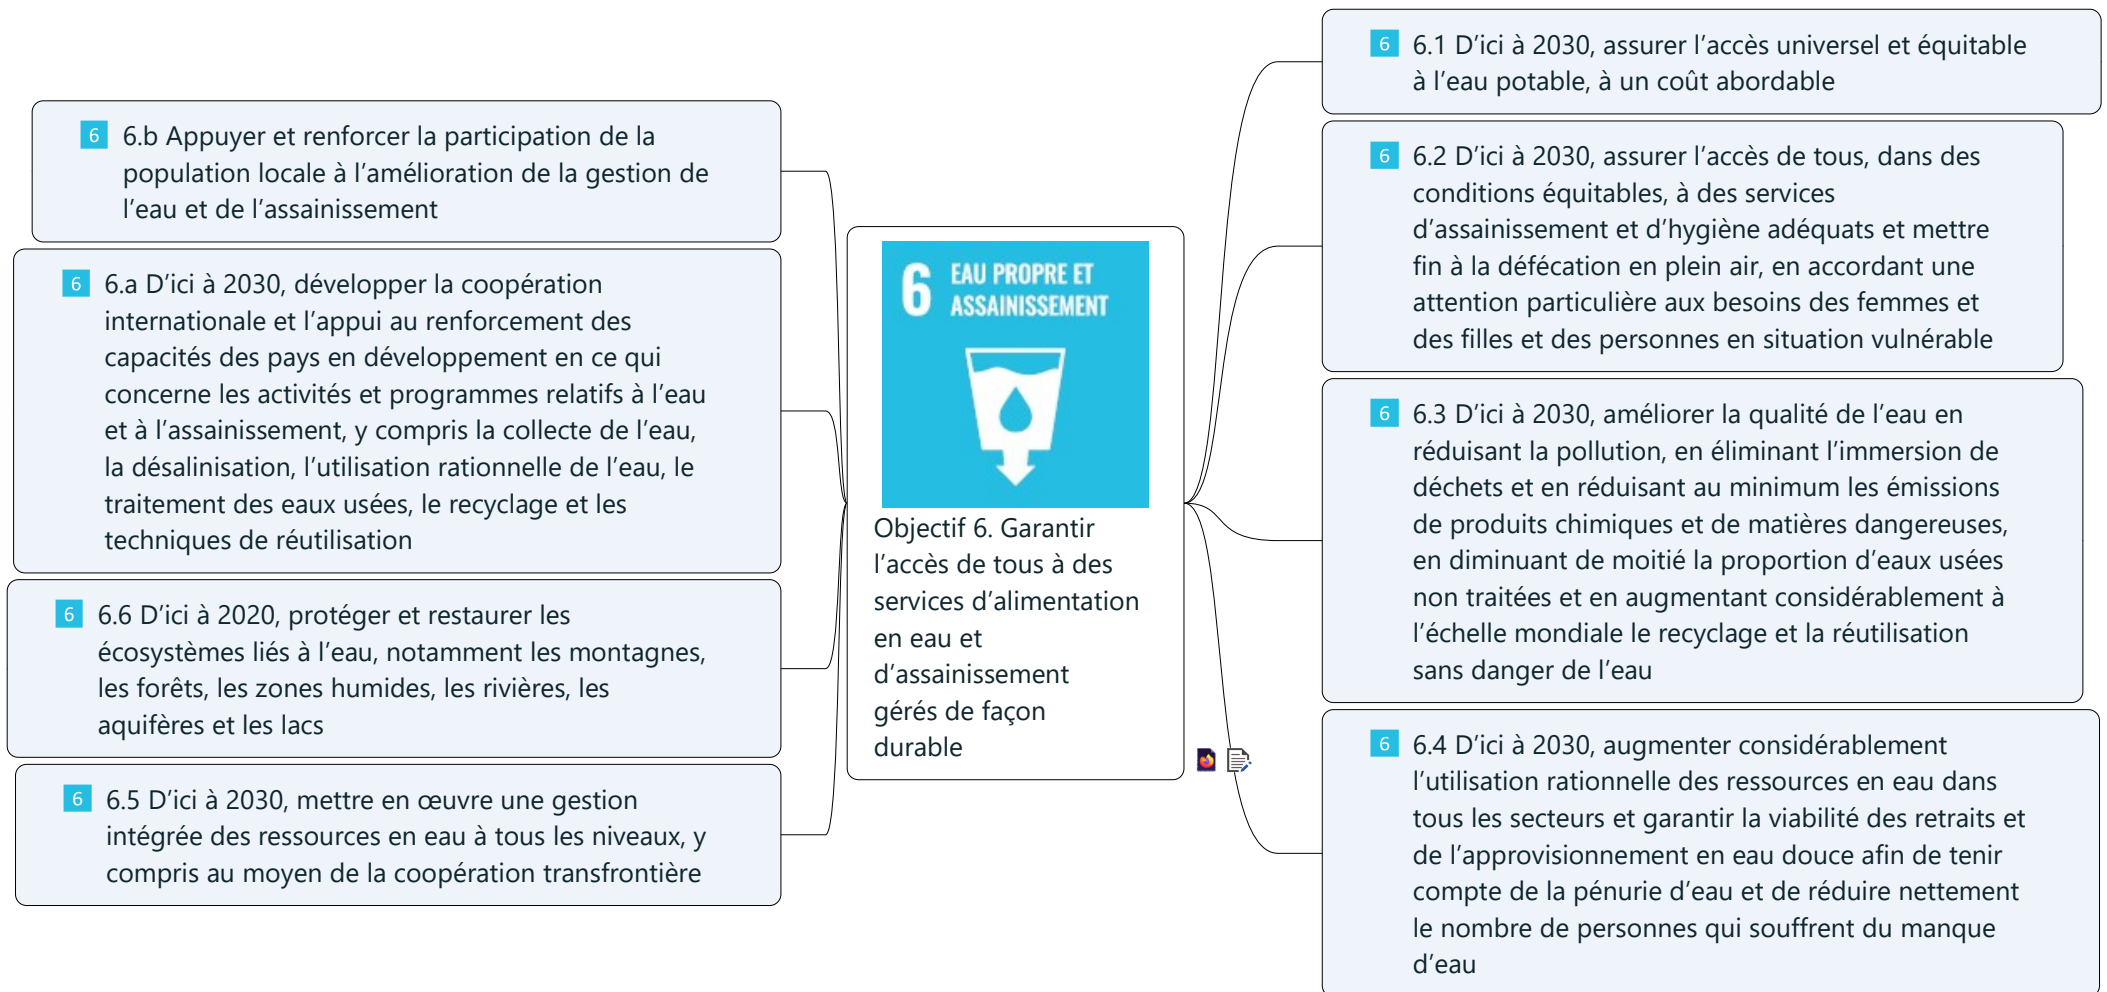 6 EAU PROPRE ET
ASSAINISSEMENT
Objectif 6. Garantir
l’accès de tous à des
services d’alimentation
en eau et
d’assainissement
gérés de façon
durable
6 6.1 D’ici à 2030, assurer l’accès universel et équitable
à l’eau potable, à un coût abordable
6 6.2 D’ici à 2030, assurer l’accès de tous, dans des
conditions équitables, à des services
d’assainissement et d’hygiène adéquats et mettre
fin à la défécation en plein air, en accordant une
attention particulière aux besoins des femmes et
des filles et des personnes en situation vulnérable
6 6.3 D’ici à 2030, améliorer la qualité de l’eau en
réduisant la pollution, en éliminant l’immersion de
déchets et en réduisant au minimum les émissions
de produits chimiques et de matières dangereuses,
en diminuant de moitié la proportion d’eaux usées
non traitées et en augmentant considérablement à
l’échelle mondiale le recyclage et la réutilisation
sans danger de l’eau
6 6.4 D’ici à 2030, augmenter considérablement
l’utilisation rationnelle des ressources en eau dans
tous les secteurs et garantir la viabilité des retraits et
de l’approvisionnement en eau douce afin de tenir
compte de la pénurie d’eau et de réduire nettement
le nombre de personnes qui souffrent du manque
d’eau
6 6.5 D’ici à 2030, mettre en œuvre une gestion
intégrée des ressources en eau à tous les niveaux, y
compris au moyen de la coopération transfrontière
6 6.6 D’ici à 2020, protéger et restaurer les
écosystèmes liés à l’eau, notamment les montagnes,
les forêts, les zones humides, les rivières, les
aquifères et les lacs
6 6.a D’ici à 2030, développer la coopération
internationale et l’appui au renforcement des
capacités des pays en développement en ce qui
concerne les activités et programmes relatifs à l’eau
et à l’assainissement, y compris la collecte de l’eau,
la désalinisation, l’utilisation rationnelle de l’eau, le
traitement des eaux usées, le recyclage et les
techniques de réutilisation
6 6.b Appuyer et renforcer la participation de la
population locale à l’amélioration de la gestion de
l’eau et de l’assainissement